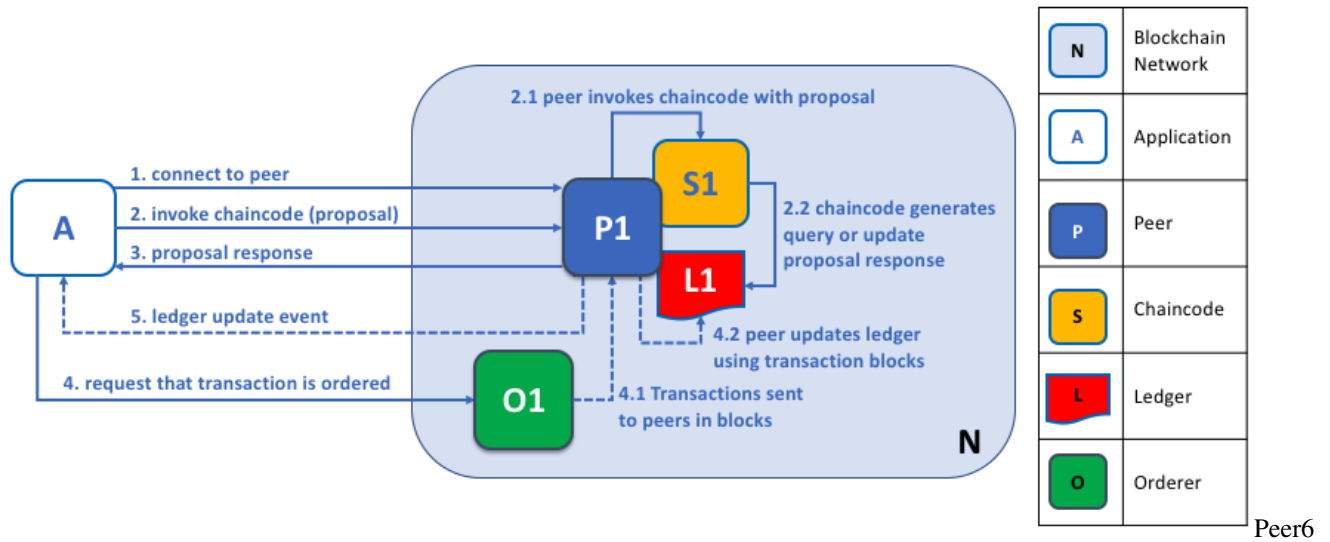 2.1 peer invokes chaincode with proposal
1. connect to peer
S1
A
2. invoke chaincode (proposal)
P1
2.2 chaincode generates
query or update
proposal response
3. proposal response
L1
5. ledger update event
4.2 peer updates ledger
using transaction blocks
4. request that transaction is ordered
O1
4.1 Transactions sent
to peers in blocks
N
N
Blockchain
Network
A
Application
P
Peer
S
Chaincode
L
Ledger
O
Orderer
Peer6